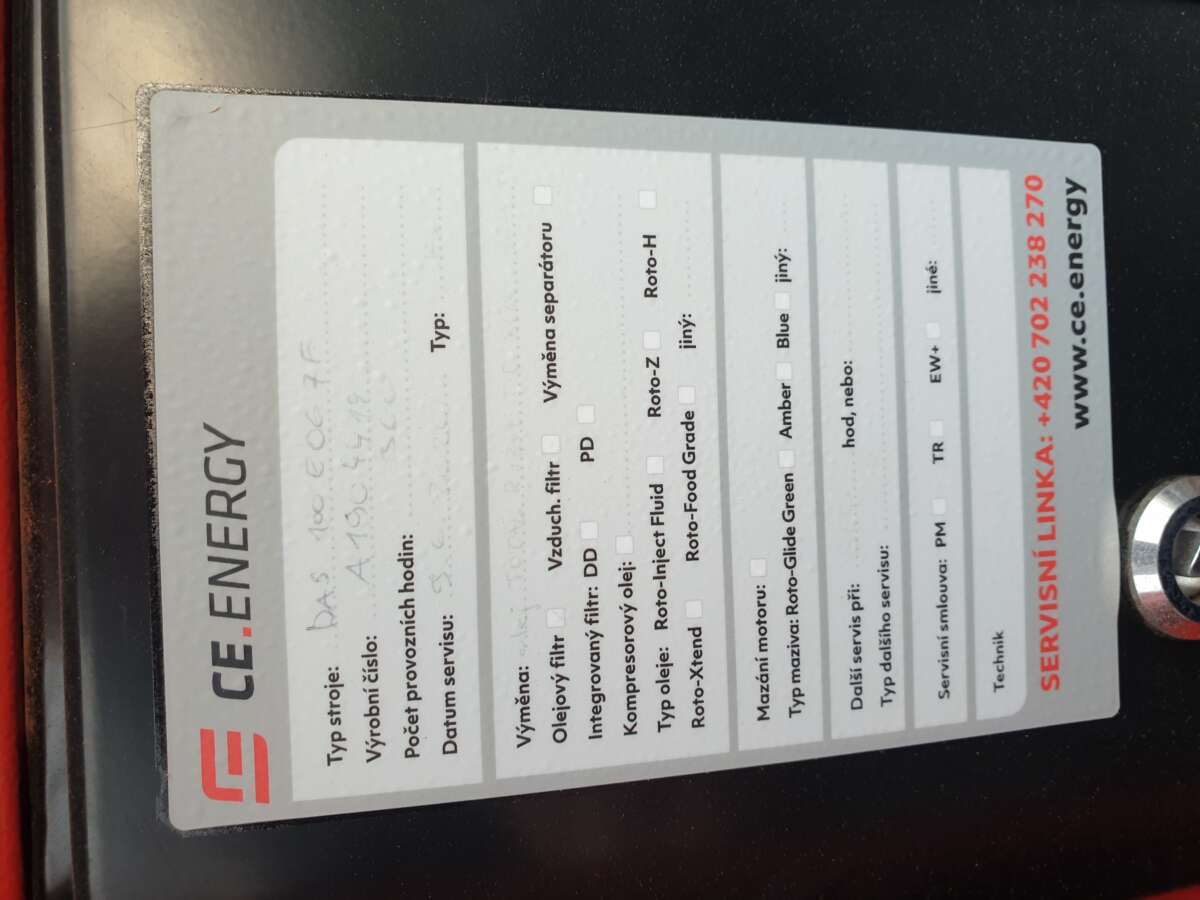 CE.ENERGY
Typ stroje: DAS 100 E067F
Výrobní číslo:
Počet provozních hodin:
Datum servisu: Typ:
Výměna:
Olejový filtr Vzduch. filtr Výměna separátoru
Integrovaný filtr: DD PD
Kompresorový olej:
Typ oleje: Roto-Inject Fluid Roto-Z Roto-H
Roto-Xtend Roto-Food Grade jiný:
Mazání motoru:
Typ maziva: Roto-Glide Green Amber Blue jiný:
Další servis při: hod, nebo:
Typ dalšího servisu:
Servisní smlouva: PM TR EW+ jiné:
Technik
SERVISNÍ LINKA: +420 702 238 270
www.ce.energy